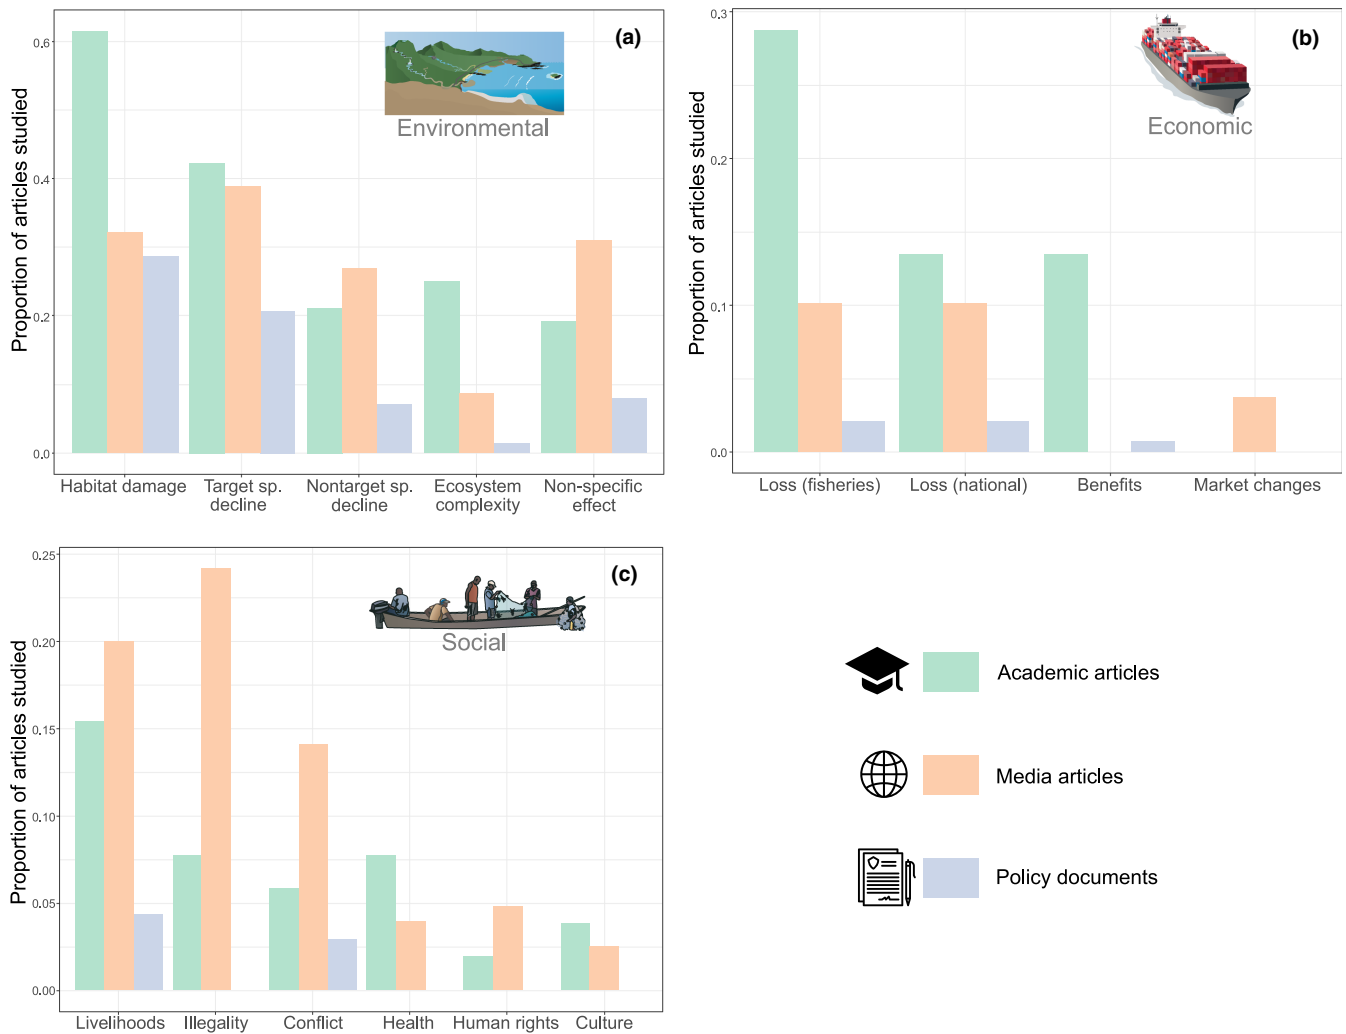 (a)
Environmental
Proportion of articles studied
0.6
0.4
0.2
0.0
Habitat damage
Target sp.
decline
Nontarget sp.
decline
Ecosystem
complexity
Non-specific
effect
(b)
Economic
Proportion of articles studied
0.3
0.2
0.1
0.0
Loss (fisheries)
Loss (national)
Benefits
Market changes
(c)
Social
Proportion of articles studied
0.25
0.20
0.15
0.10
0.05
0.00
Livelihoods
Illegality
Conflict
Health
Human rights
Culture
Academic articles
Media articles
Policy documents